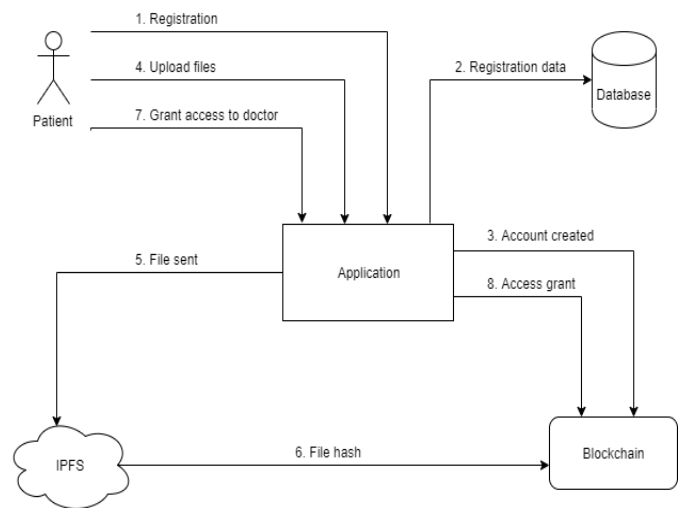 1. Registration
4. Upload files
2. Registration data
Database
7. Grant access to doctor
Patient
3. Account created
5. File sent
Application
8. Access grant
6. File hash
IPFS
Blockchain